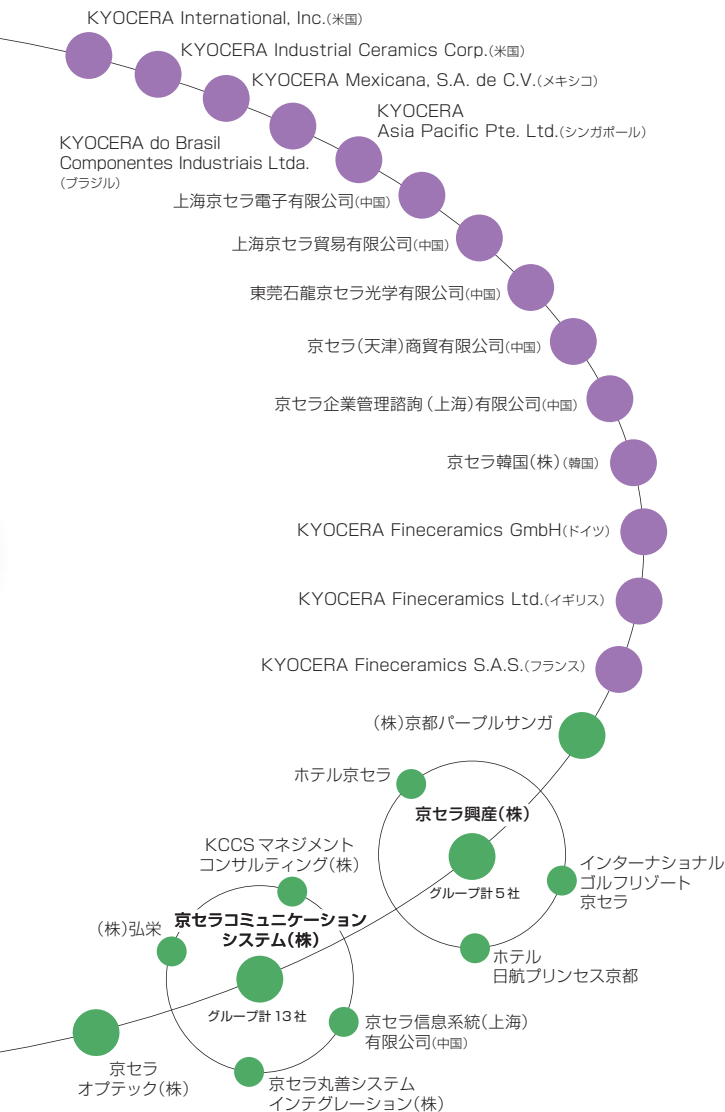 KYOCERA International, Inc.(米国)
KYOCERA Industrial Ceramics Corp.(米国)
KYOCERA Mexicana, S.A. de C.V.(メキシコ)
KYOCERA do Brasil
Componentes Industriais Ltda.
(ブラジル)
KYOCERA
Asia Pacific Pte. Ltd.(シンガポール)
上海京セラ電子有限公司(中国)
上海京セラ貿易有限公司(中国)
東莞石龍京セラ光学有限公司(中国)
京セラ(天津)商貿有限公司(中国)
京セラ企業管理諮詢(上海)有限公司(中国)
京セラ韓国(株)(韓国)
KYOCERA Fineceramics GmbH(ドイツ)
KYOCERA Fineceramics Ltd.(イギリス)
KYOCERA Fineceramics S.A.S.(フランス)
(株)京都パープルサンガ
ホテル京セラ
京セラ興産(株)
グループ計5社
インターナショナル
ゴルフリゾート
京セラ
ホテル
日航プリンセス京都
KCCSマネジメント
コンサルティング(株)
(株)弘栄
京セラコミュニケーション
システム(株)
グループ計13社
京セラ信息系統(上海)
有限公司(中国)
京セラ丸善システム
インテグレーション(株)
京セラ
オプテック(株)